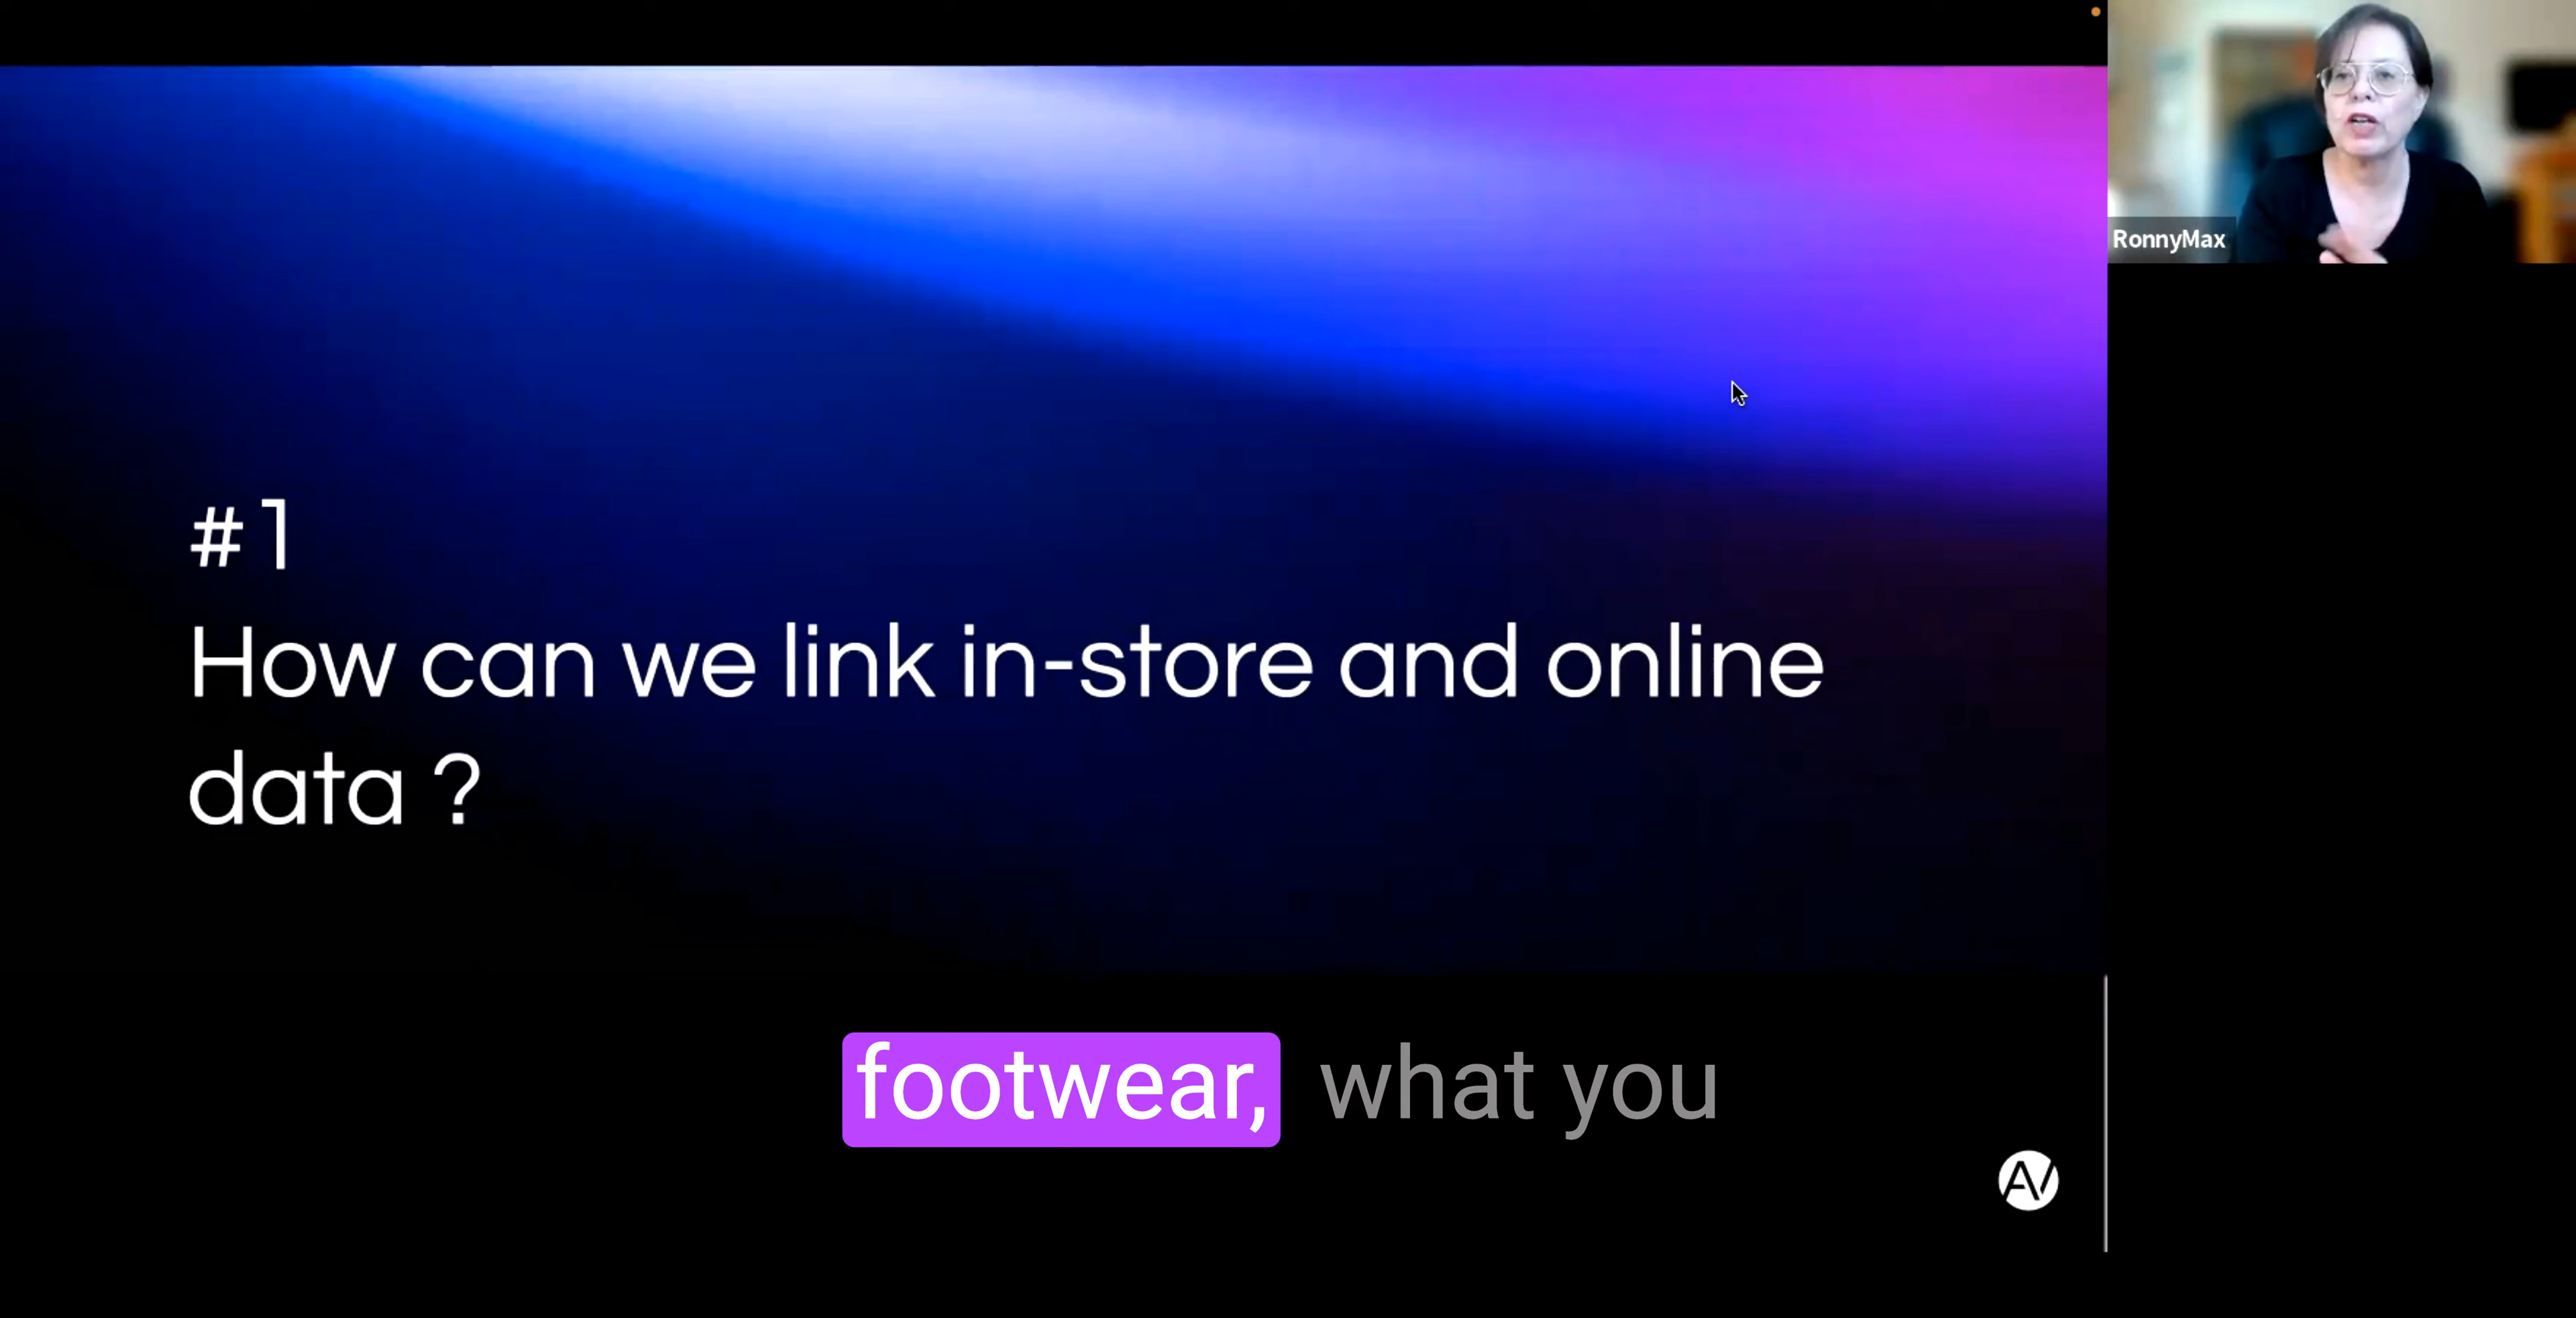 RonnyMax
#1
How can we link in-store and online
data ?
footwear, what you
AV